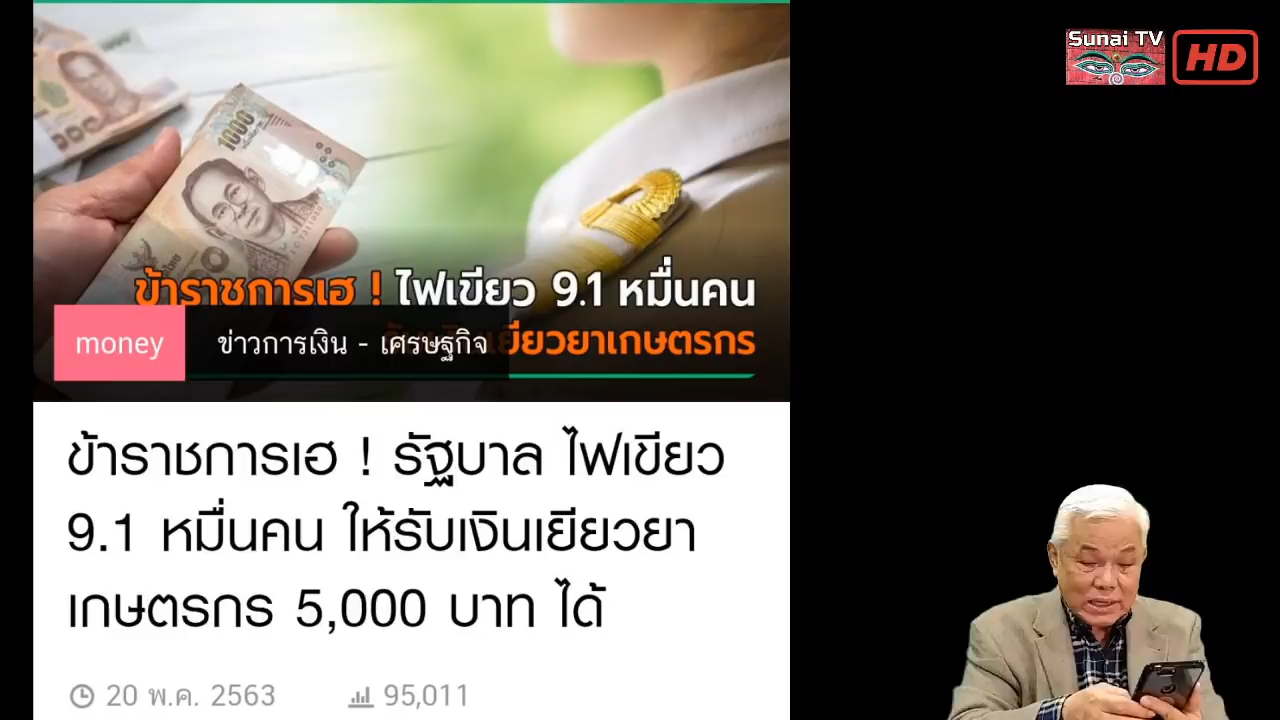 Sunai TV
HD
1000
ข้าราชการเฮ ! ไฟเขียว 9.1 หมื่นคน
เยียวยาเกษตรกร
money
ข่าวการเงิน - เศรษฐกิจ
ข้าราชการเฮ ! รัฐบาล ไฟเขียว
9.1 หมื่นคน ให้รับเงินเยียวยา
เกษตรกร 5,000 บาท ได้
20 พ.ค. 2563
95,011